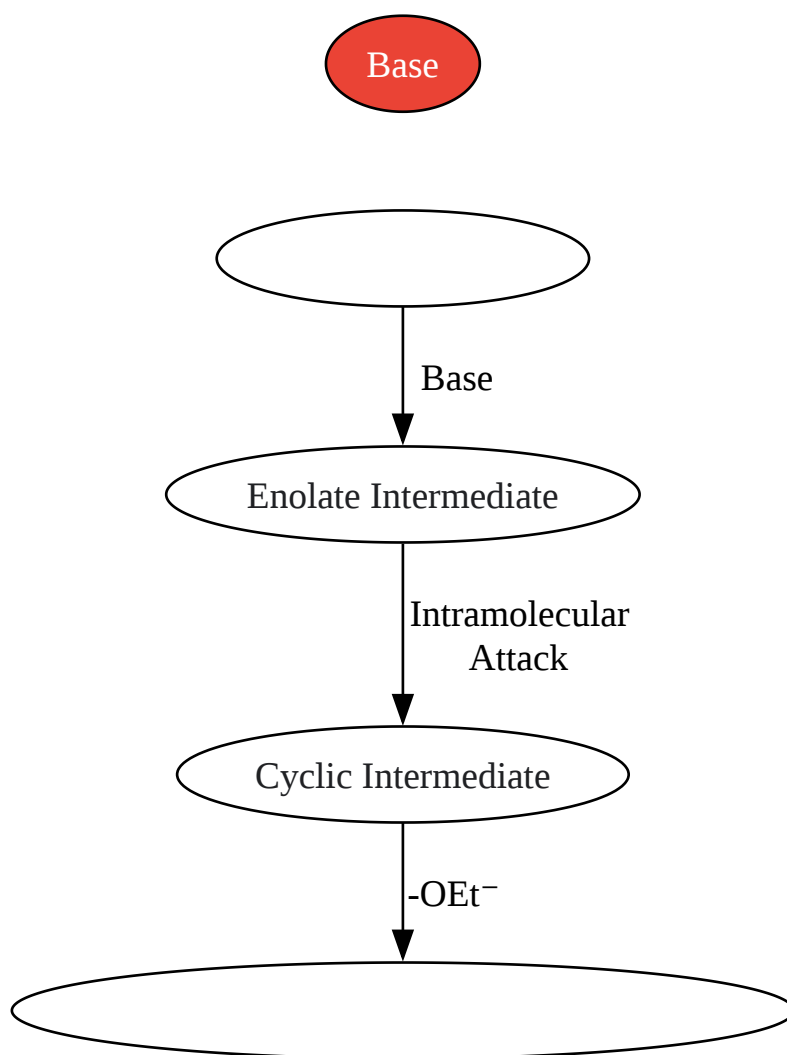 Base
Base
Enolate Intermediate
Intramolecular
Attack
Cyclic Intermediate
-OEt⁻